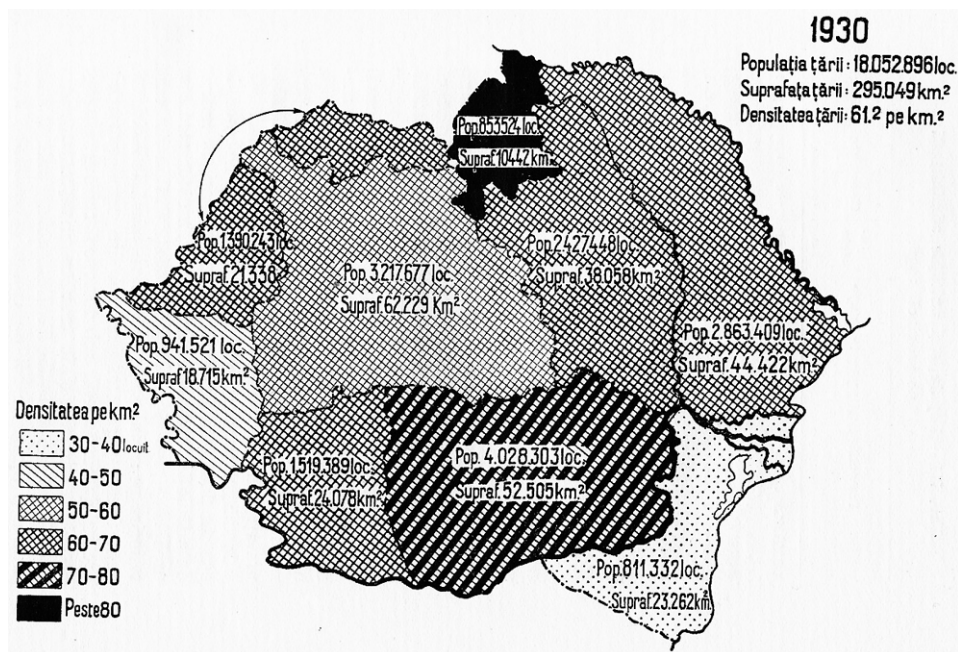 1930
Populația țării: 18.052.896 loc.
Suprafața țării: 295.049 km.²
Densitatea țării: 61.2 pe km.²
Pop. 853524 loc.
Supraf. 10442 km.
Pop. 1390243 loc.
Supraf. 21.338
Pop. 3.217.677 loc.
Supraf. 62.229 Km.²
Pop. 2.427.448 loc.
Supraf. 38.058 km.²
Pop. 941.521 loc.
Supraf. 18.715 km.²
Pop. 2.863.409 loc.
Supraf. 44.422 km.²
Pop. 1.519.389 loc.
Supraf. 24.078 km.²
Pop. 4.028.303 loc.
Supraf. 52.505 km.²
Pop. 811.332 loc.
Supraf. 23.262 km.
Densitatea pe km.²
30-40 locuit.
40-50
50-60
60-70
70-80
Peste 80